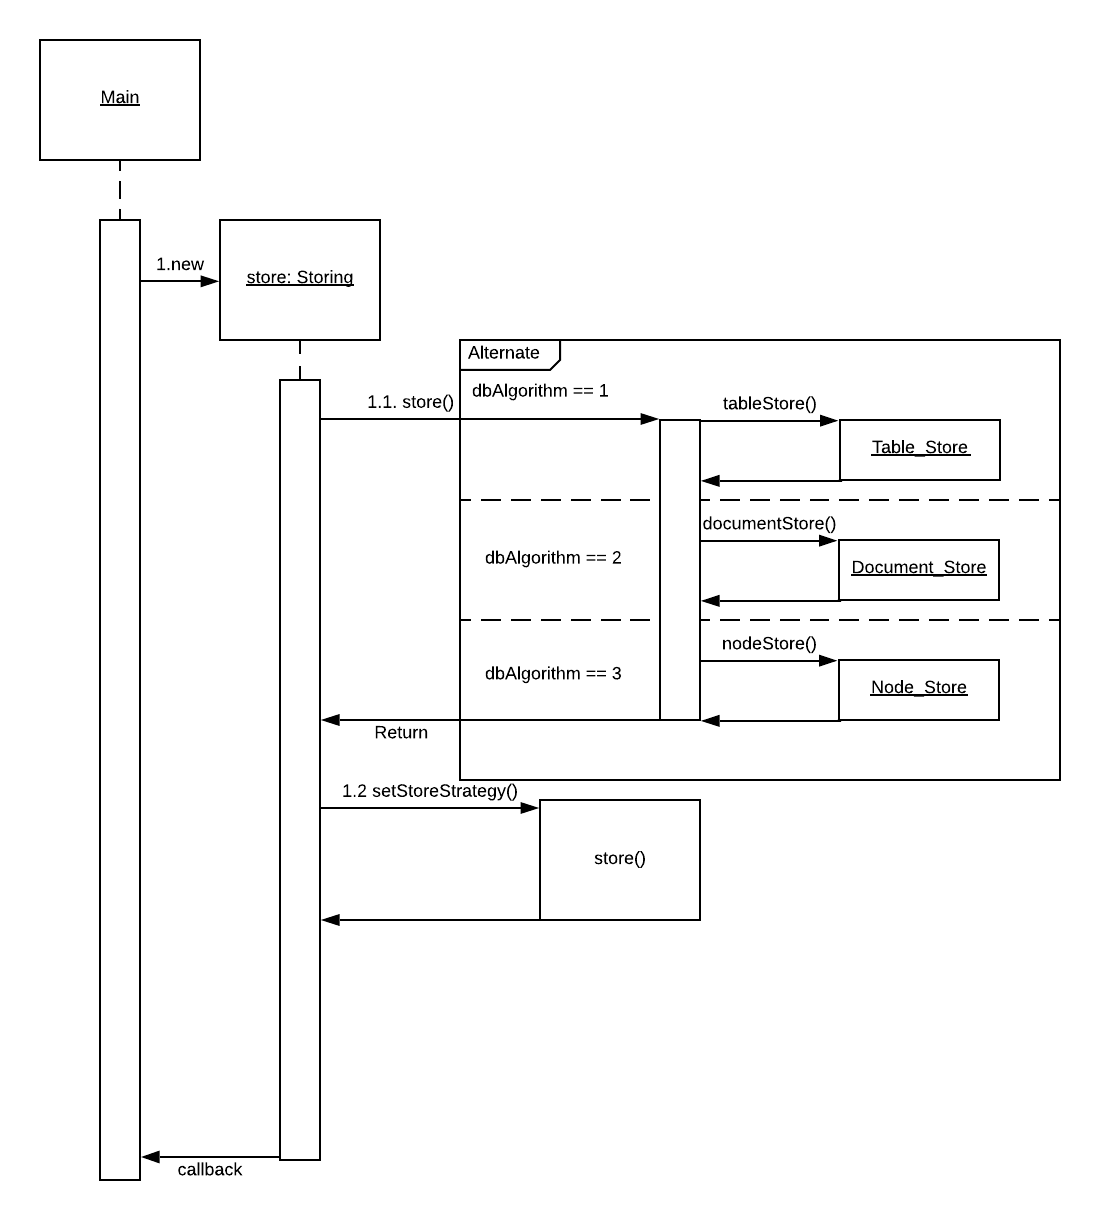 Main
1.new
store: Storing
Alternate
dbAlgorithm == 1
1.1. store()
tableStore()
Table_Store
documentStore()
dbAlgorithm == 2
Document_Store
nodeStore()
dbAlgorithm == 3
Node_Store
Return
1.2 setStoreStrategy()
store()
callback